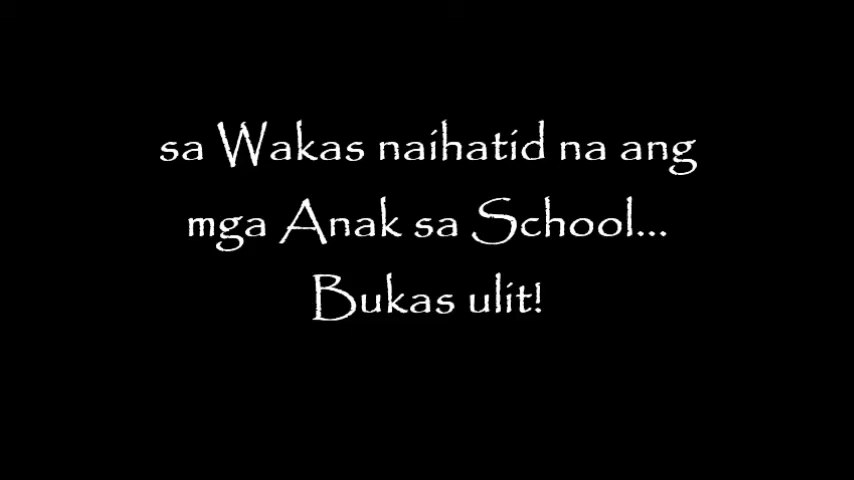 sa Wakas naihatid na ang
mga Anak sa School...
Bukas ulit!